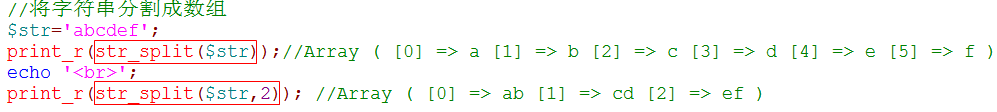 //将字符串分割成数组
$str='abcdef';
print_r(str_split($str));//Array ( [0] => a [1] => b [2] => c [3] => d [4] => e [5] => f )
echo '<br>';
print_r(str_split($str,2)); //Array ( [0] => ab [1] => cd [2] => ef )